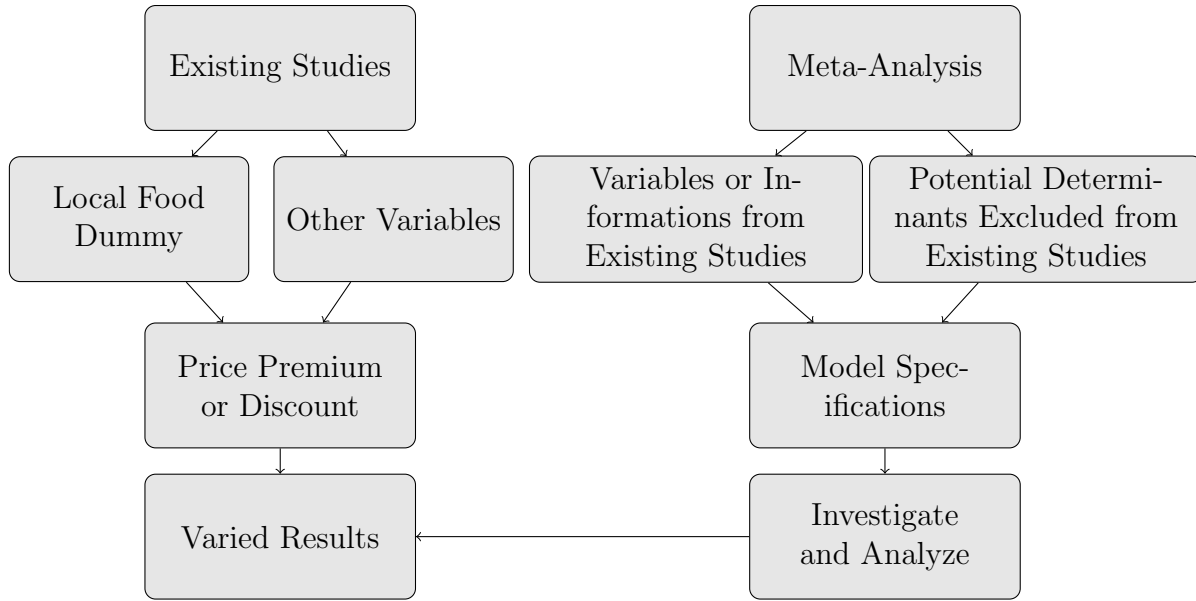 Existing Studies
Meta-Analysis
Local Food
Dummy
Other Variables
Variables or In-
formations from
Existing Studies
Potential Determi-
nants Excluded from
Existing Studies
Price Premium
or Discount
Model Spec-
ifications
Varied Results
Investigate
and Analyze